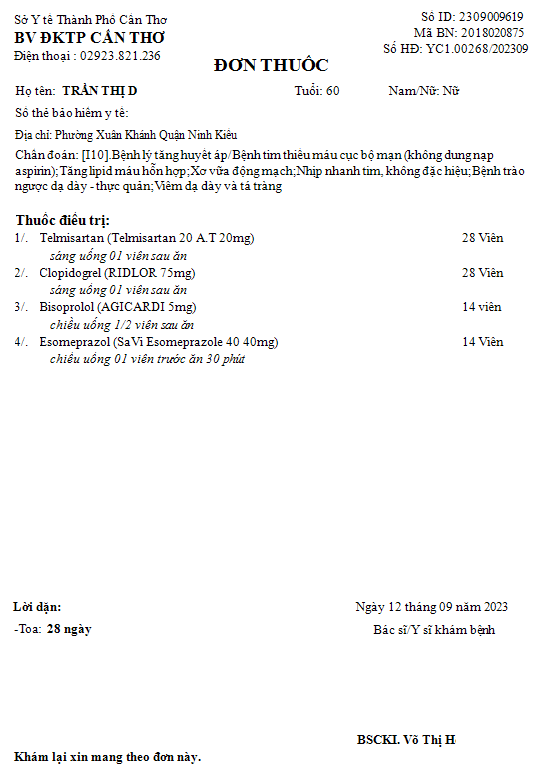 Sở Y tế Thành Phố Cần Thơ
BV ĐKTP CẦN THƠ
Điện thoại : 02923.821.236
Số ID: 2309009619
Mã BN: 2018020875
Số HĐ: YC1.00268/202309
ĐƠN THUỐC
Họ tên: TRẦN THỊ D
Tuổi: 60
Nam/Nữ: Nữ
Số thẻ bảo hiểm y tế:
Địa chỉ: Phường Xuân Khánh Quận Ninh Kiều
Chẩn đoán: [I10].Bệnh lý tăng huyết áp/Bệnh tim thiếu máu cục bộ mạn (không dung nạp
aspirin);Tăng lipid máu hỗn hợp;Xơ vữa động mạch;Nhịp nhanh tim, không đặc hiệu;Bệnh trào
ngược dạ dày - thực quản;Viêm dạ dày và tá tràng
Thuốc điều trị:
1/. Telmisartan (Telmisartan 20 A.T 20mg) 28 Viên
sáng uống 01 viên sau ăn
2/. Clopidogrel (RIDLOR 75mg) 28 Viên
sáng uống 01 viên sau ăn
3/. Bisoprolol (AGICARDI 5mg) 14 viên
chiều uống 1/2 viên sau ăn
4/. Esomeprazol (SaVi Esomeprazole 40 40mg) 14 Viên
chiều uống 01 viên trước ăn 30 phút
Lời dặn:
-Toa: 28 ngày
Ngày 12 tháng 09 năm 2023
Bác sĩ/Y sĩ khám bệnh
BSCKI. Võ Thị H
Khám lại xin mang theo đơn này.